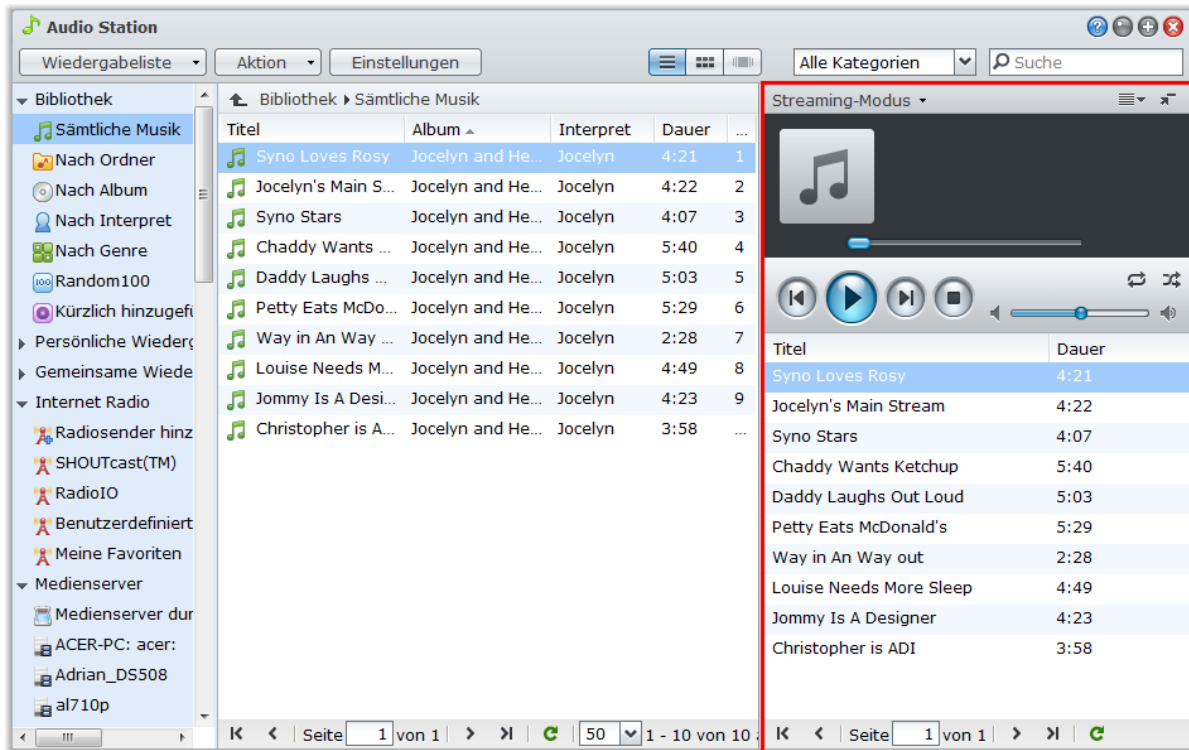 Audio Station
Wiedergabeliste Aktion Einstellungen Alle Kategorien Suche
Bibliothek
Sämtliche Musik
Nach Ordner
Nach Album
Nach Interpret
Nach Genre
100 Random100
Kürzlich hinzugefü
Persönliche Wiederg
Gemeinsame Wiede
Internet Radio
Radiosender hinz
SHOUTcast(TM)
RadioIO
Benutzerdefiniert
Meine Favoriten
Medienserver
Medienserver dur
ACER-PC: acer:
Adrian_DS508
al710p
Bibliothek Sämtliche Musik
Titel Album Interpret Dauer ...
Syno Loves Rosy Jocelyn and He... Jocelyn 4:21 1
Jocelyn's Main S... Jocelyn and He... Jocelyn 4:22 2
Syno Stars Jocelyn and He... Jocelyn 4:07 3
Chaddy Wants ... Jocelyn and He... Jocelyn 5:40 4
Daddy Laughs ... Jocelyn and He... Jocelyn 5:03 5
Petty Eats McDo... Jocelyn and He... Jocelyn 5:29 6
Way in An Way ... Jocelyn and He... Jocelyn 2:28 7
Louise Needs M... Jocelyn and He... Jocelyn 4:49 8
Jommy Is A Desi... Jocelyn and He... Jocelyn 4:23 9
Christopher is A... Jocelyn and He... Jocelyn 3:58 ...
Seite 1 von 1 50 1 - 10 von 10
Streaming-Modus
Titel Dauer
Syno Loves Rosy 4:21
Jocelyn's Main Stream 4:22
Syno Stars 4:07
Chaddy Wants Ketchup 5:40
Daddy Laughs Out Loud 5:03
Petty Eats McDonald's 5:29
Way in An Way out 2:28
Louise Needs More Sleep 4:49
Jommy Is A Designer 4:23
Christopher is ADI 3:58
Seite 1 von 1